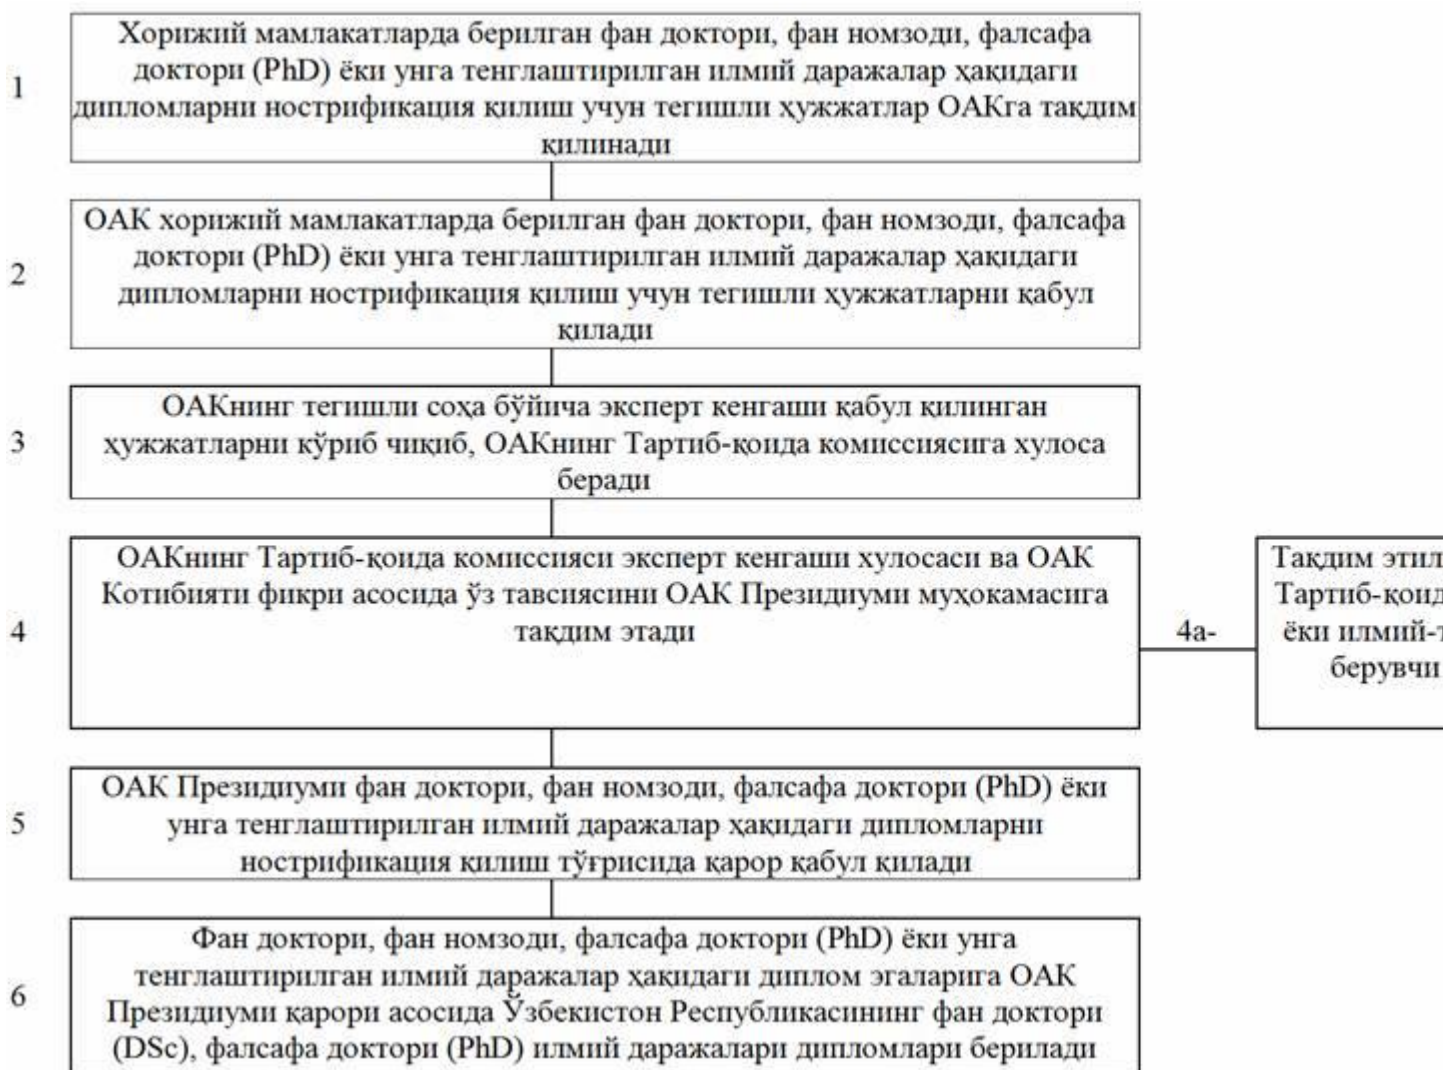 1
Хорижий мамлакатларда берилган фан доктори, фан номзоди, фалсафа
доктори (PhD) ёки унга тенглаштирилган илмий даражалар ҳақидаги
дипломларни нострификация қилиш учун тегишли ҳужжатлар ОАКга тақдим
қилинади
2
ОАК хорижий мамлакатларда берилган фан доктори, фан номзоди, фалсафа
доктори (PhD) ёки унга тенглаштирилган илмий даражалар ҳақидаги
дипломларни нострификация қилиш учун тегишли ҳужжатларни қабул
қилади
3
ОАКнинг тегишли соҳа бўйича эксперт кенгаши қабул қилинган
ҳужжатларни кўриб чиқиб, ОАКнинг Тартиб-қоида комиссиясига хулоса
беради
4
ОАКнинг Тартиб-қоида комиссияси эксперт кенгаши хулосаси ва ОАК
Котибияти фикри асосида ўз тавсиясини ОАК Президиуми муҳокамасига
тақдим этади
4а-
Тақдим этил
Тартиб-қоид
ёки илмий-т
берувчи
5
ОАК Президиуми фан доктори, фан номзоди, фалсафа доктори (PhD) ёки
унга тенглаштирилган илмий даражалар ҳақидаги дипломларни
нострификация қилиш тўғрисида қарор қабул қилади
6
Фан доктори, фан номзоди, фалсафа доктори (PhD) ёки унга
тенглаштирилган илмий даражалар ҳақидаги диплом эгаларига ОАК
Президиуми қарори асосида Ўзбекистон Республикасининг фан доктори
(DSc), фалсафа доктори (PhD) илмий даражалари дипломлари берилади